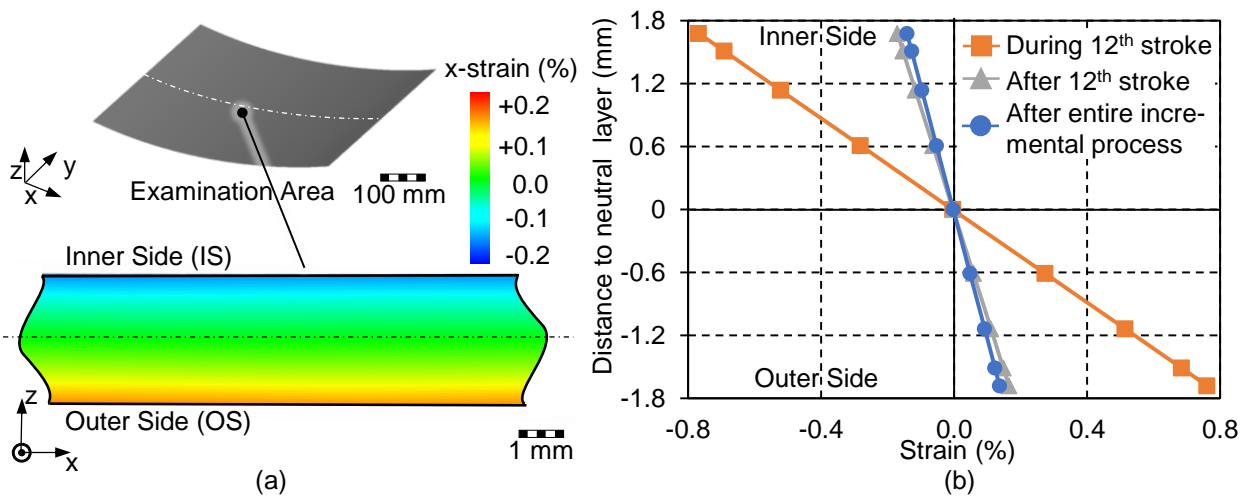 x-strain (%)
+0.2
+0.1
0.0
-0.1
-0.2
z
y
x
Examination Area
100 mm
Inner Side (IS)
z
Outer Side (OS)
x
1 mm
(a)
Distance to neutral layer (mm)
1.8
1.2
0.6
0
-0.6
-1.2
-1.8
Inner Side
During 12th stroke
After 12th stroke
After entire incre-
mental process
Outer Side
-0.8
-0.4
0.0
0.4
0.8
Strain (%)
(b)